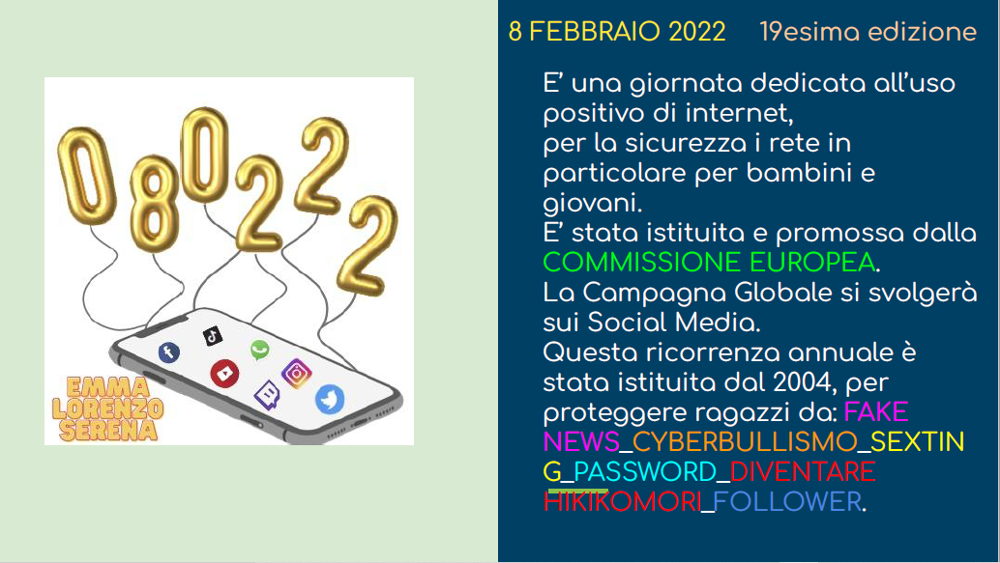 080222
EMMA
LORENZO
SERENA
8 FEBBRAIO 2022 19esima edizione
E’ una giornata dedicata all’uso
positivo di internet,
per la sicurezza i rete in
particolare per bambini e
giovani.
E’ stata istituita e promossa dalla
COMMISSIONE EUROPEA.
La Campagna Globale si svolgerà
sui Social Media.
Questa ricorrenza annuale è
stata istituita dal 2004, per
proteggere ragazzi da: FAKE
NEWS_CYBERBULLISMO_SEXTIN
G_PASSWORD_DIVENTARE
HIKIKOMORI_FOLLOWER.